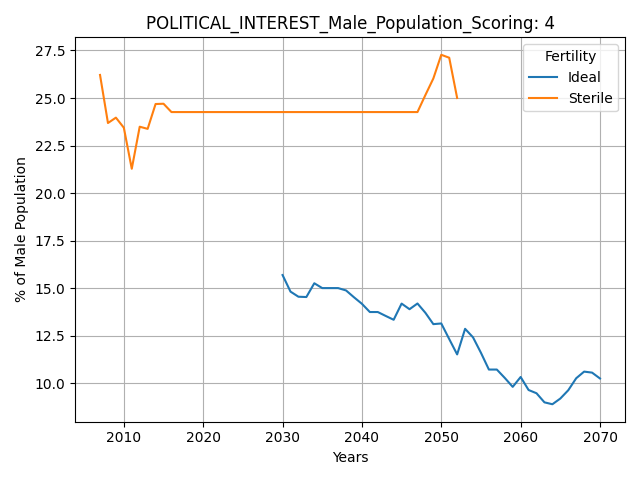 POLITICAL_INTEREST_Male_Population_Scoring: 4
Fertility
Ideal
Sterile
% of Male Population
27.5
25.0
22.5
20.0
17.5
15.0
12.5
10.0
2010 2020 2030 2040 2050 2060 2070
Years